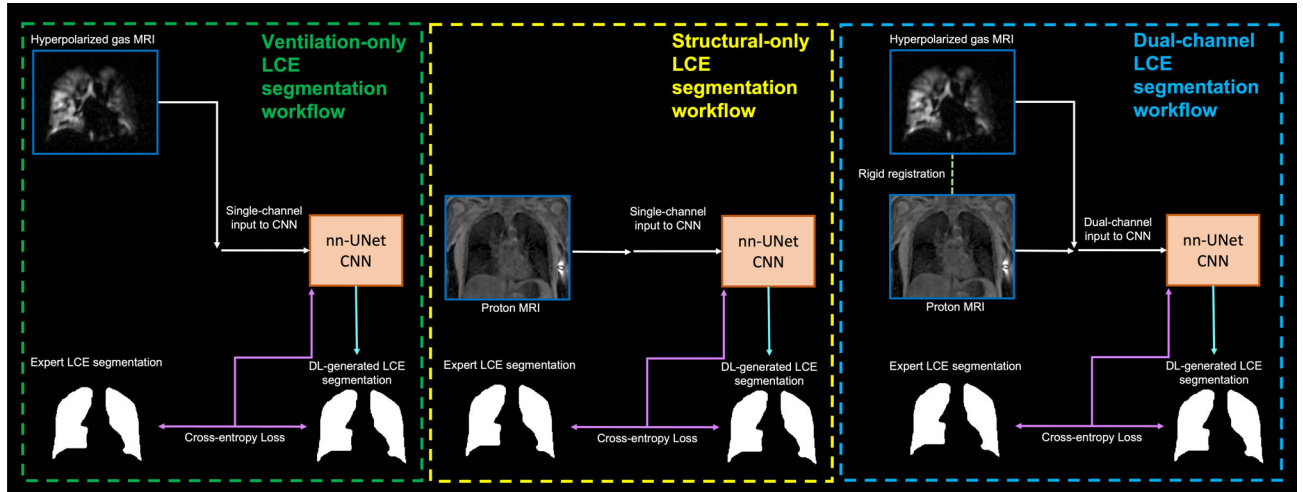 Hyperpolarized gas MRI
Ventilation-only
LCE
segmentation
workflow
Single-channel
input to CNN
nn-UNet
CNN
Expert LCE segmentation
DL-generated LCE
segmentation
Cross-entropy Loss
Structural-only
LCE
segmentation
workflow
Single-channel
input to CNN
nn-UNet
CNN
Proton MRI
Expert LCE segmentation
DL-generated LCE
segmentation
Cross-entropy Loss
Hyperpolarized gas MRI
Dual-channel
LCE
segmentation
workflow
Rigid registration
Dual-channel
input to CNN
nn-UNet
CNN
Proton MRI
Expert LCE segmentation
DL-generated LCE
segmentation
Cross-entropy Loss